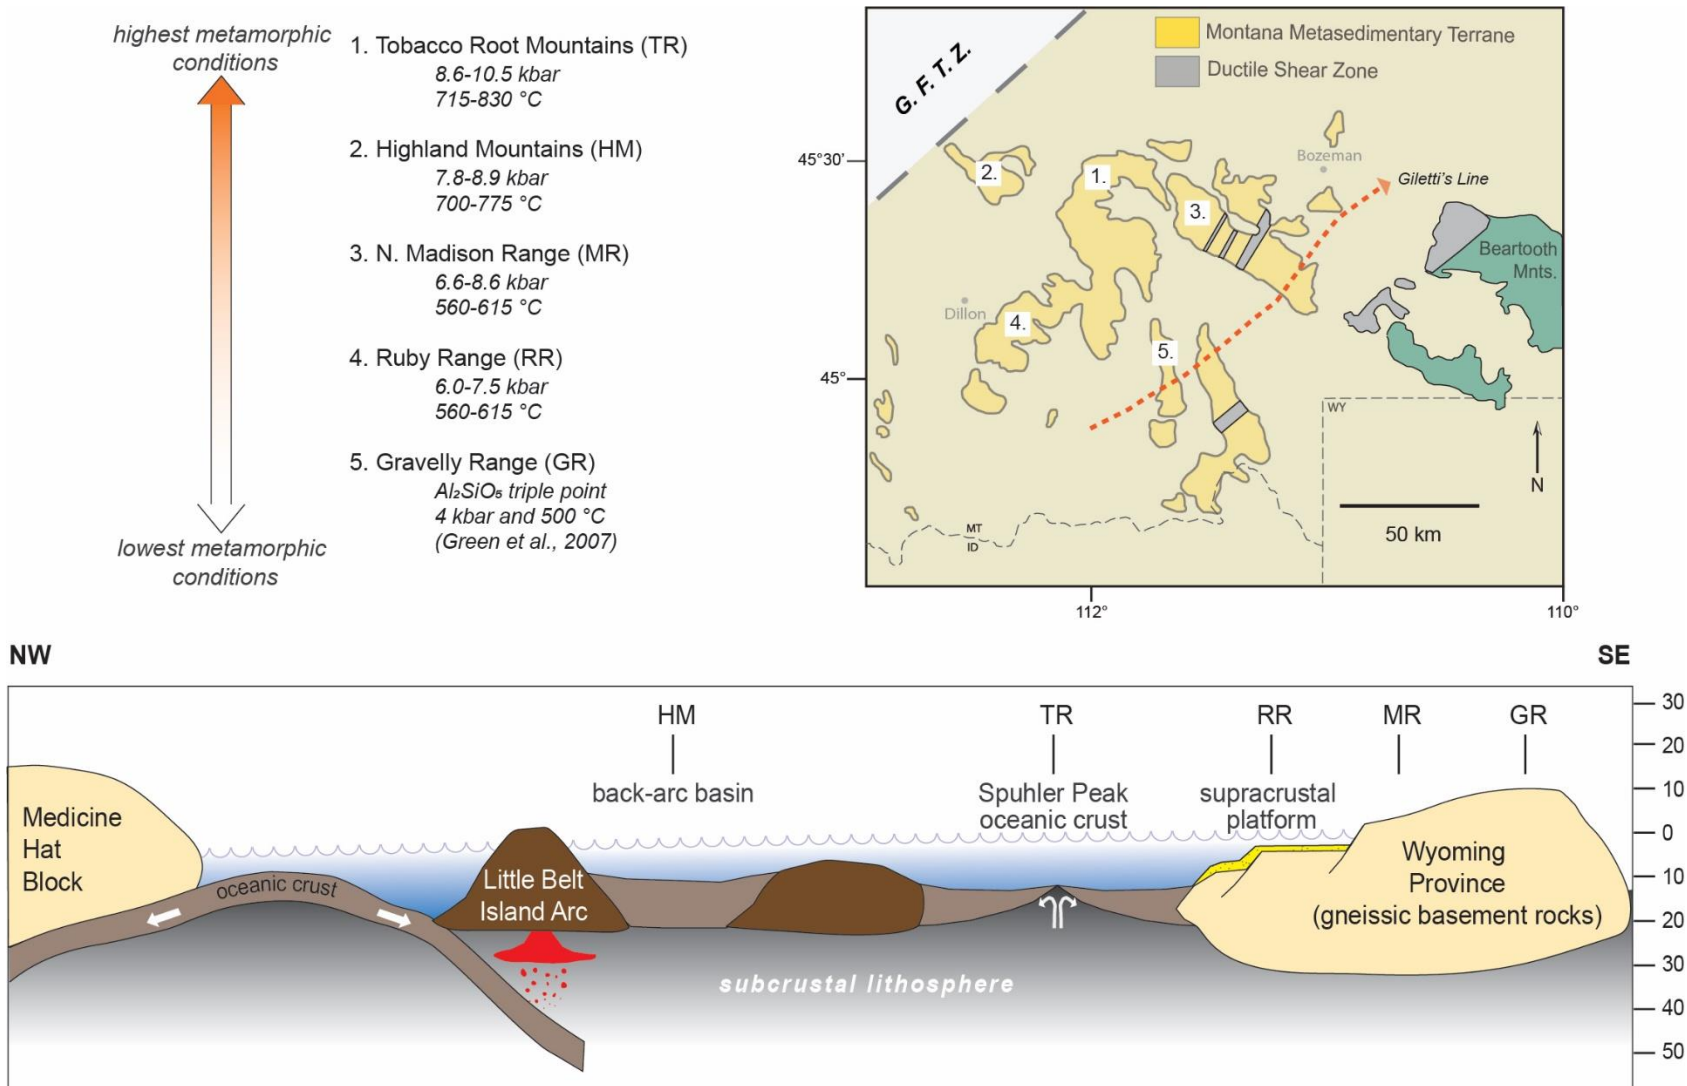 highest metamorphic
conditions
lowest metamorphic
conditions
1. Tobacco Root Mountains (TR)
8.6-10.5 kbar
715-830 °C
2. Highland Mountains (HM)
7.8-8.9 kbar
700-775 °C
3. N. Madison Range (MR)
6.6-8.6 kbar
560-615 °C
4. Ruby Range (RR)
6.0-7.5 kbar
560-615 °C
5. Gravelly Range (GR)
Al₂SiO₅ triple point
4 kbar and 500 °C
(Green et al., 2007)
G. F. T. Z.
Montana Metasedimentary Terrane
Ductile Shear Zone
45°30'
45°
2.
1.
3.
4.
5.
Bozeman
Giletti's Line
Beartooth
Mnts.
Dillon
WY
MT
ID
N
50 km
112°
110°
NW
SE
HM
TR
RR
MR
GR
back-arc basin
Spuhler Peak
oceanic crust
supracrustal
platform
Medicine
Hat
Block
oceanic crust
Little Belt
Island Arc
subcrustal lithosphere
Wyoming
Province
(gneissic basement rocks)
30
20
10
0
10
20
30
40
50